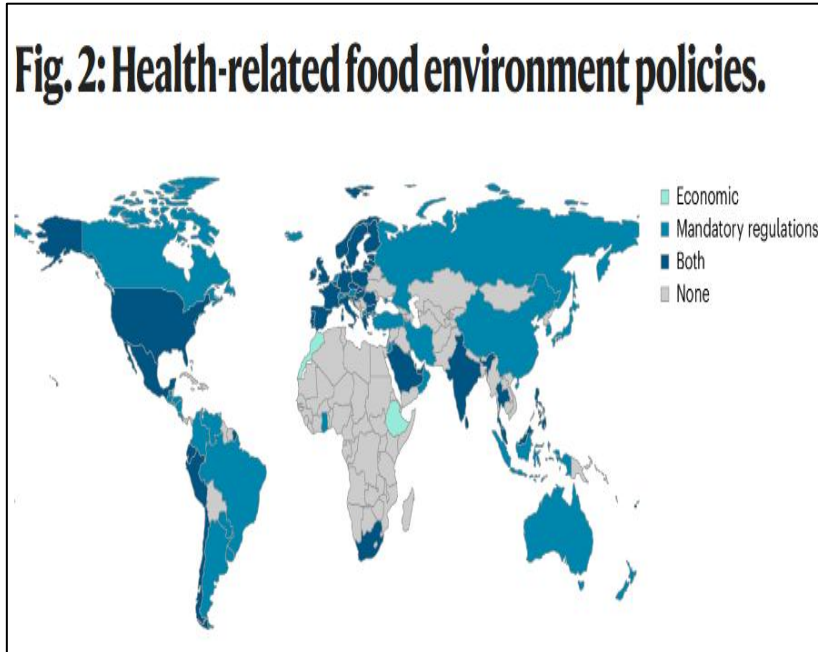 Fig. 2: Health-related food environment policies.
Economic
Mandatory regulations
Both
None